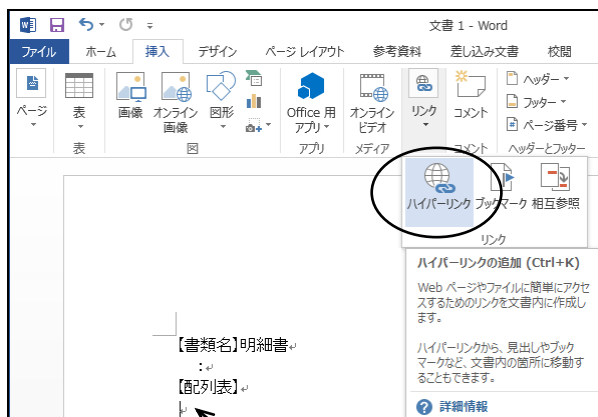 文書 1 - Word
ファイル ホーム 挿入 デザイン ページ レイアウト 参考資料 差し込み文書 校閲
ページ 表 画像 オンライン 画像 図形 Office 用 アプリ オンライン ビデオ リンク コメント ヘッダー
フッター
ページ番号
表 図 アプリ メディア コメント ヘッダーとフッター
ハイパーリンク ブックマーク 相互参照
リンク
ハイパーリンクの追加 (Ctrl+K)
Web ページやファイルに簡単にアクセ
スするためのリンクを文書内に作成し
ます。
ハイパーリンクから、見出しやブック
マークなど、文書内の箇所に移動す
ることもできます。
詳細情報
【書類名】明細書
:
【配列表】